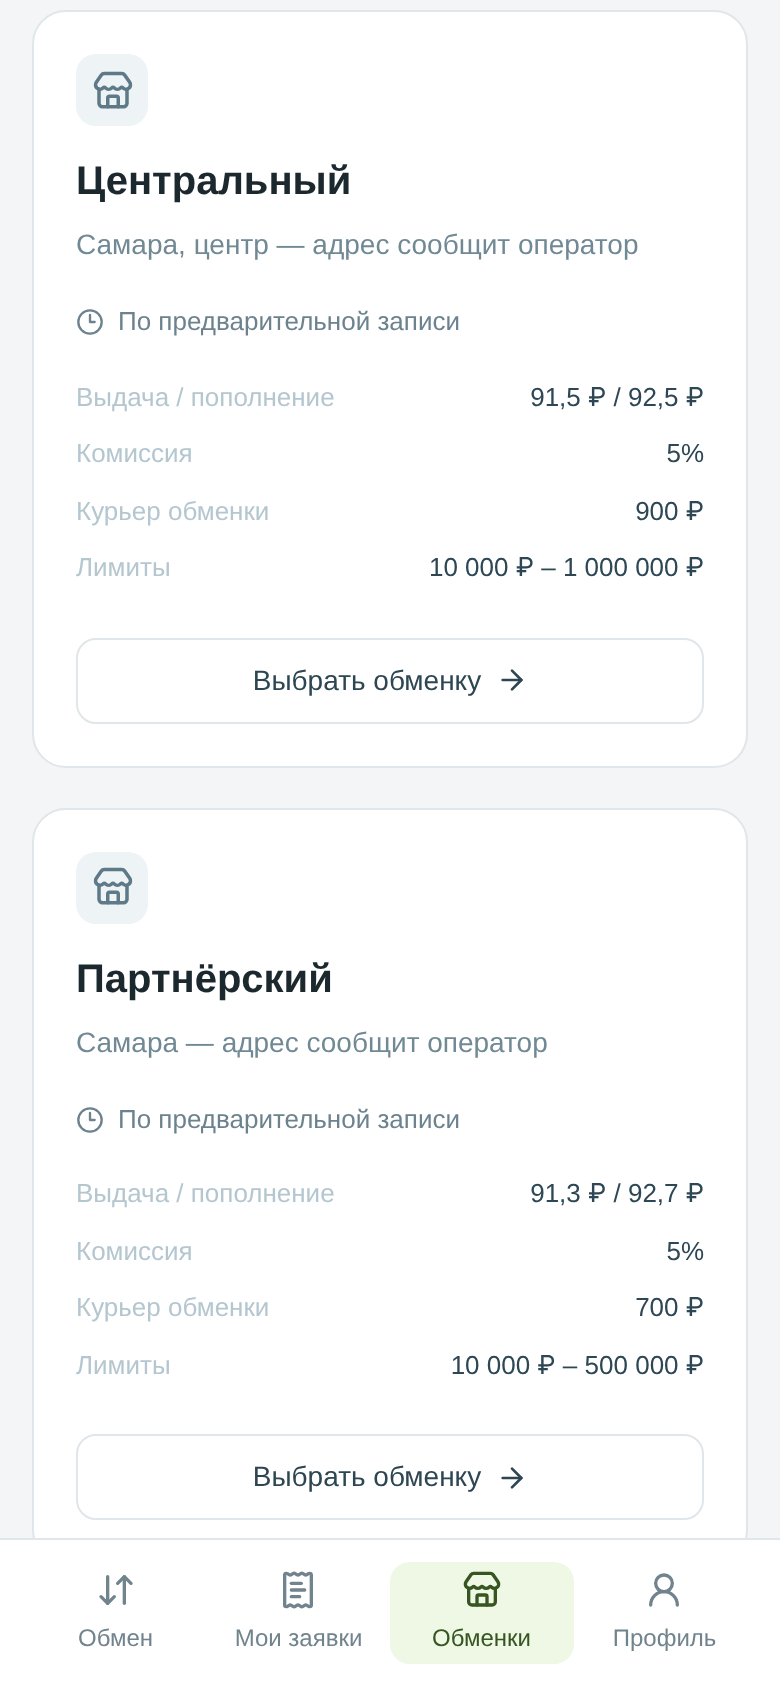 Центральный
Самара, центр — адрес сообщит оператор
По предварительной записи
Выдача / пополнение 91,5 ₽ / 92,5 ₽
Комиссия 5%
Курьер обменки 900 ₽
Лимиты 10 000 ₽ – 1 000 000 ₽
Выбрать обменку →
Партнёрский
Самара — адрес сообщит оператор
По предварительной записи
Выдача / пополнение 91,3 ₽ / 92,7 ₽
Комиссия 5%
Курьер обменки 700 ₽
Лимиты 10 000 ₽ – 500 000 ₽
Выбрать обменку →
Обмен Мои заявки Обменки Профиль